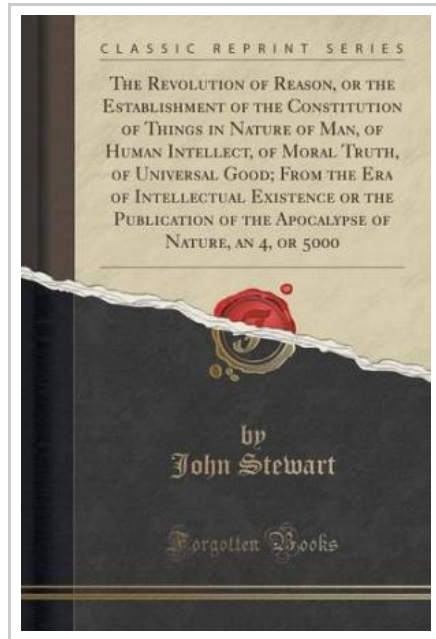 CLASSIC REPRINT SERIES
THE REVOLUTION OF REASON, OR THE
ESTABLISHMENT OF THE CONSTITUTION
OF THINGS IN NATURE OF MAN, OF
HUMAN INTELLECT, OF MORAL TRUTH,
OF UNIVERSAL GOOD; FROM THE ERA
OF INTELLECTUAL EXISTENCE OR THE
PUBLICATION OF THE APOCALYPSE OF
NATURE, AN 4, OR 5000
F
by
John Stewart
Forgotten Books